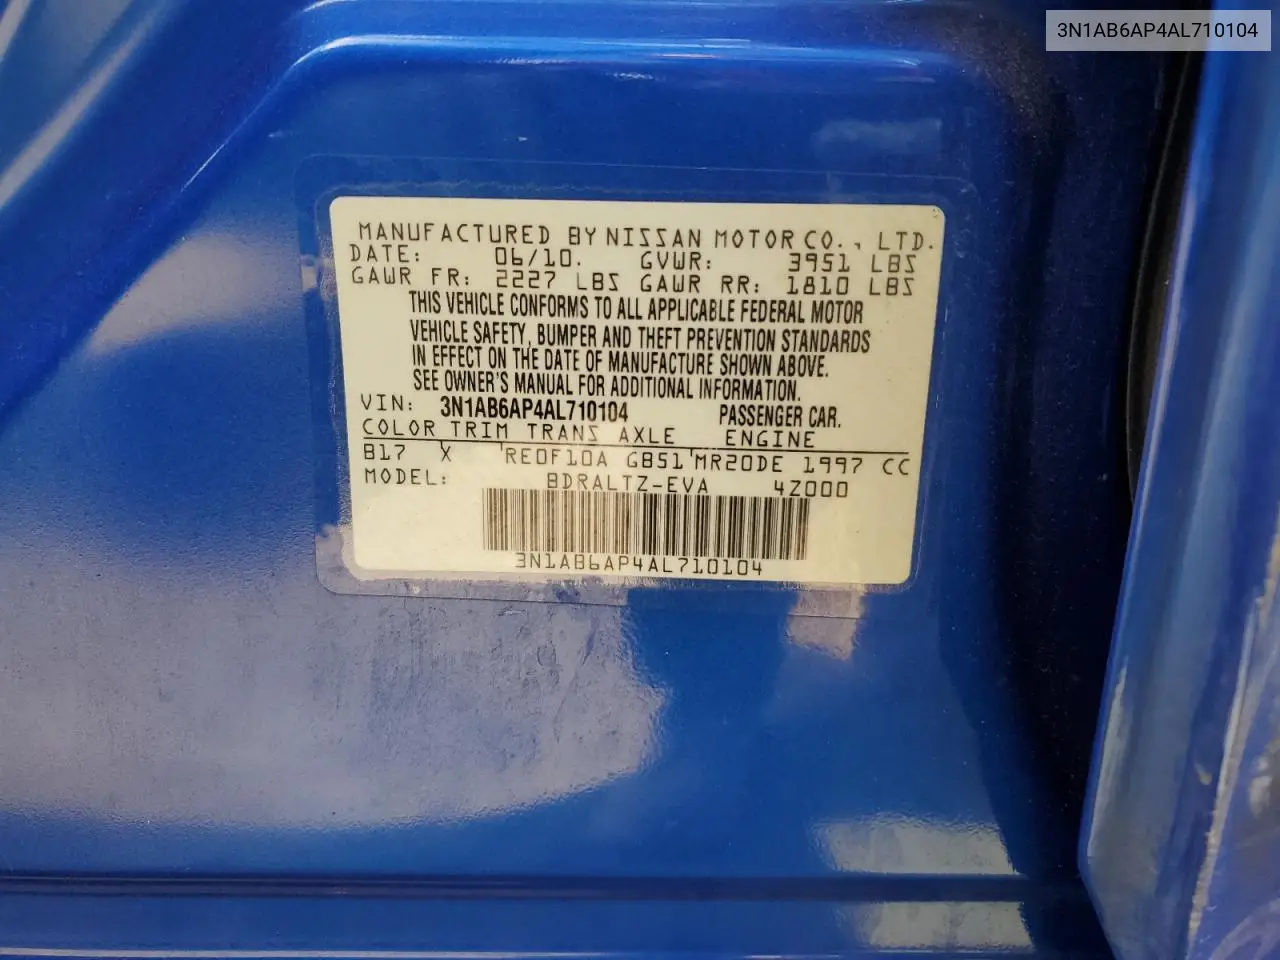 3N1AB6AP4AL710104
MANUFACTURED BY NISSAN MOTOR CO., LTD.
DATE: 06/10. GVWR: 3951 LBS
GAWR FR: 2227 LBS GAWR RR: 1810 LBS
THIS VEHICLE CONFORMS TO ALL APPLICABLE FEDERAL MOTOR
VEHICLE SAFETY, BUMPER AND THEFT PREVENTION STANDARDS
IN EFFECT ON THE DATE OF MANUFACTURE SHOWN ABOVE.
SEE OWNER'S MANUAL FOR ADDITIONAL INFORMATION.
VIN: 3N1AB6AP4AL710104 PASSENGER CAR.
COLOR TRIM TRANS AXLE ENGINE
B17 X RE0F10A GB51 MR20DE 1997 CC
MODEL: BDRALTZ-EVA 4Z000
3N1AB6AP4AL710104